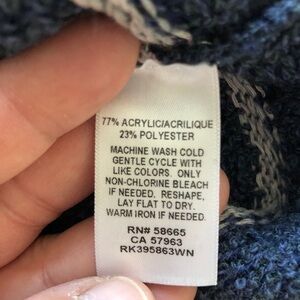 77% ACRYLIC/ACRILIQUE
23% POLYESTER
MACHINE WASH COLD
GENTLE CYCLE WITH
LIKE COLORS. ONLY
NON-CHLORINE BLEACH
IF NEEDED. RESHAPE,
LAY FLAT TO DRY.
WARM IRON IF NEEDED.
RN# 58665
CA 57963
RK395863WN